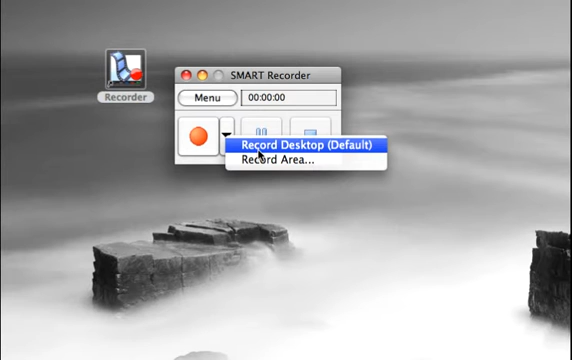 SMART Recorder
Recorder
Menu
00:00:00
Record Desktop (Default)
Record Area...